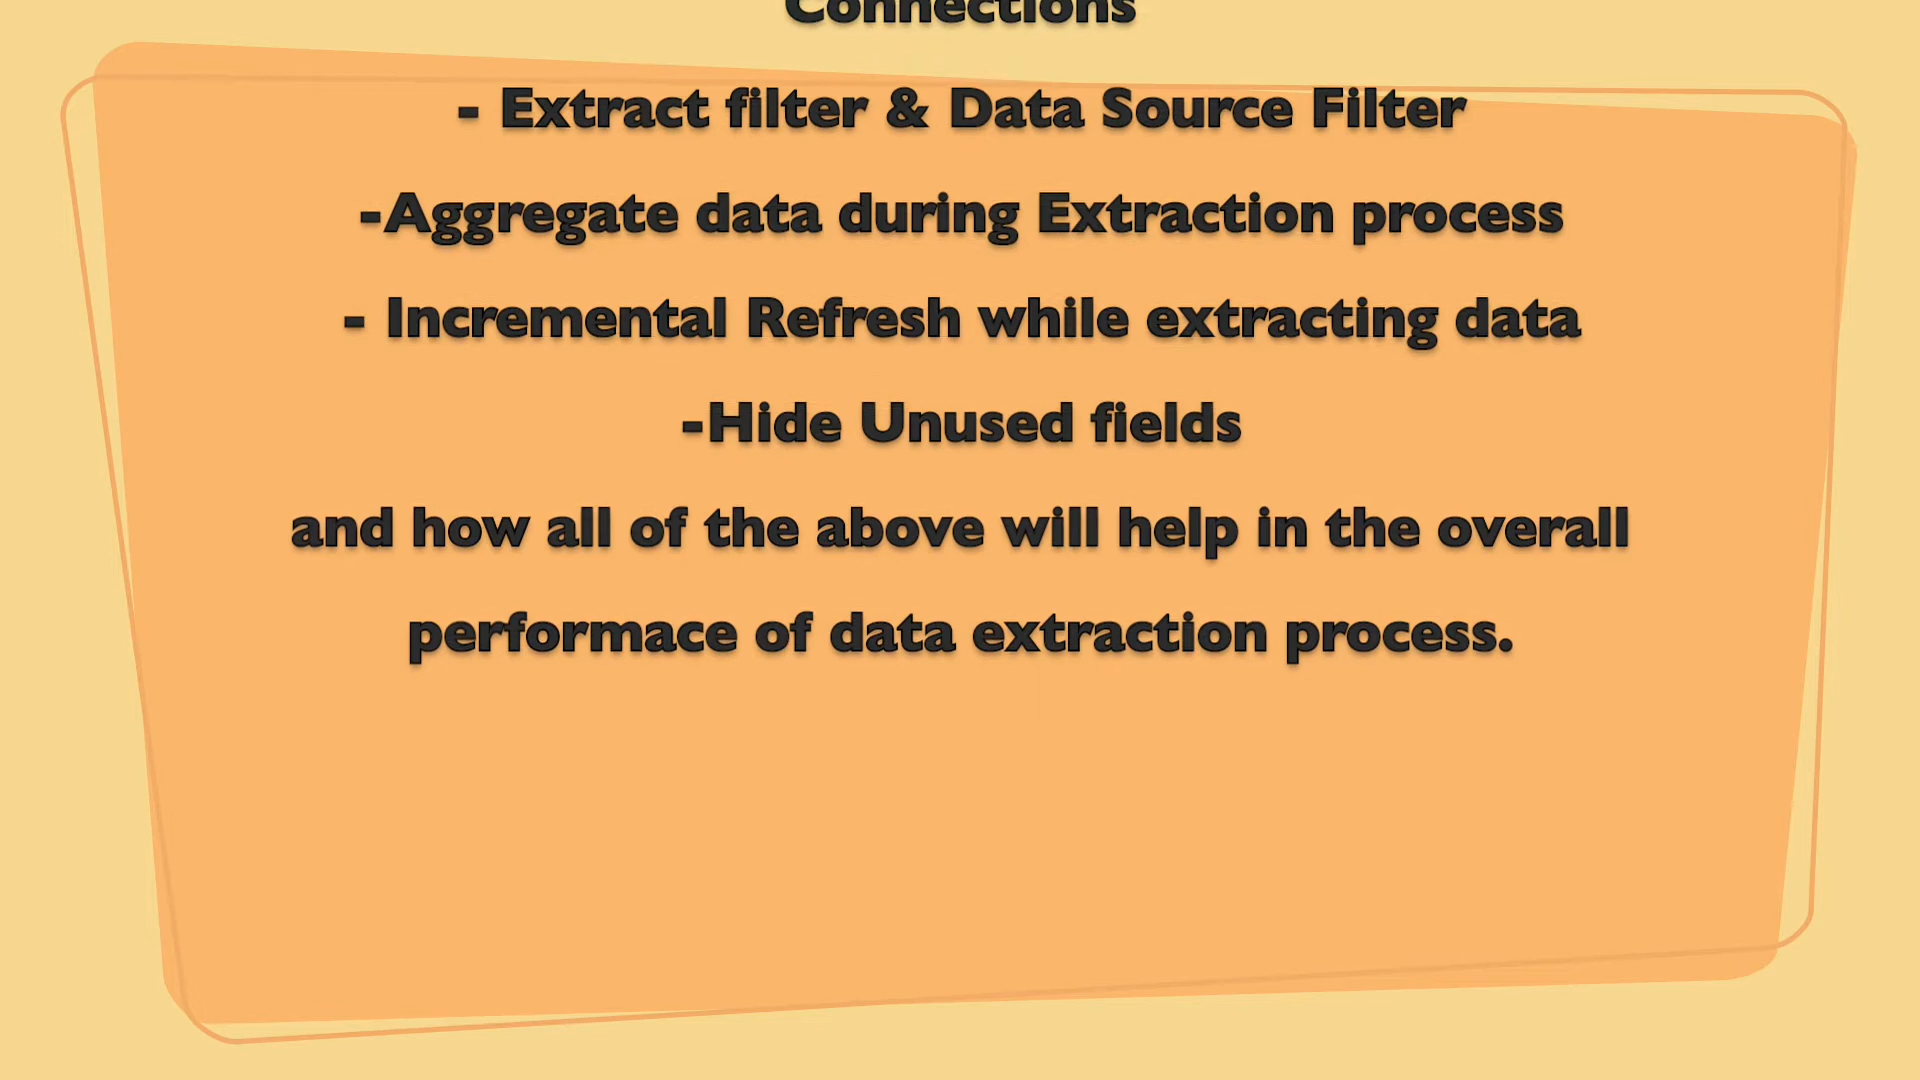 Connections
- Extract filter & Data Source Filter
-Aggregate data during Extraction process
- Incremental Refresh while extracting data
-Hide Unused fields
and how all of the above will help in the overall
performace of data extraction process.